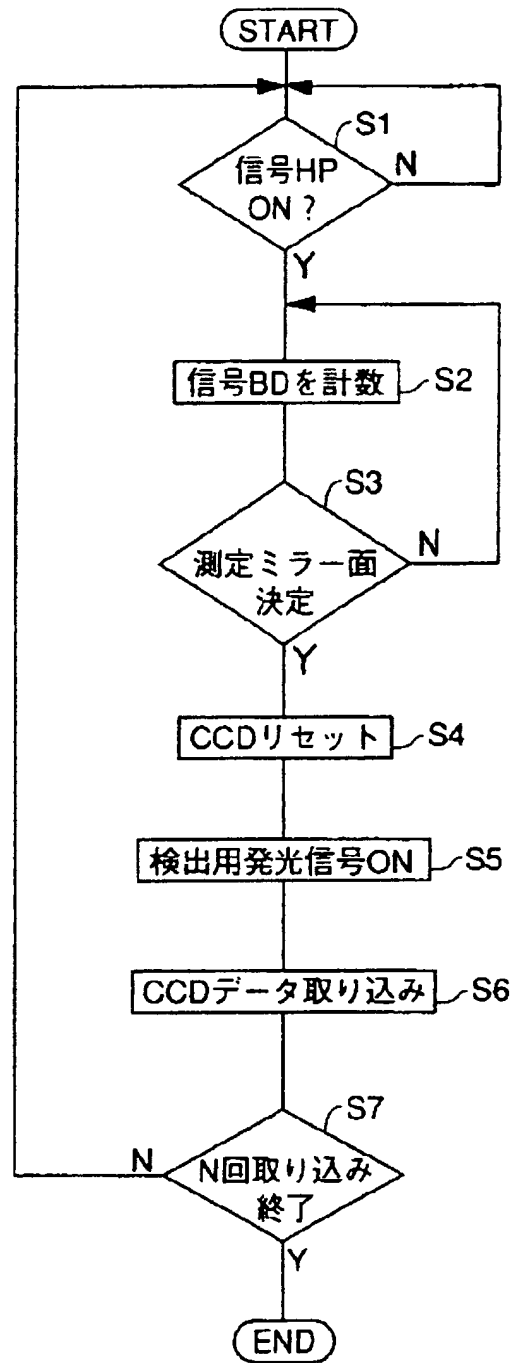 START
S1
信号HP
ON?
N
Y
信号BDを計数
S2
S3
測定ミラー面
決定
N
Y
CCDリセット
S4
検出用発光信号ON
S5
CCDデータ取り込み
S6
S7
N
N回取り込み
終了
Y
END